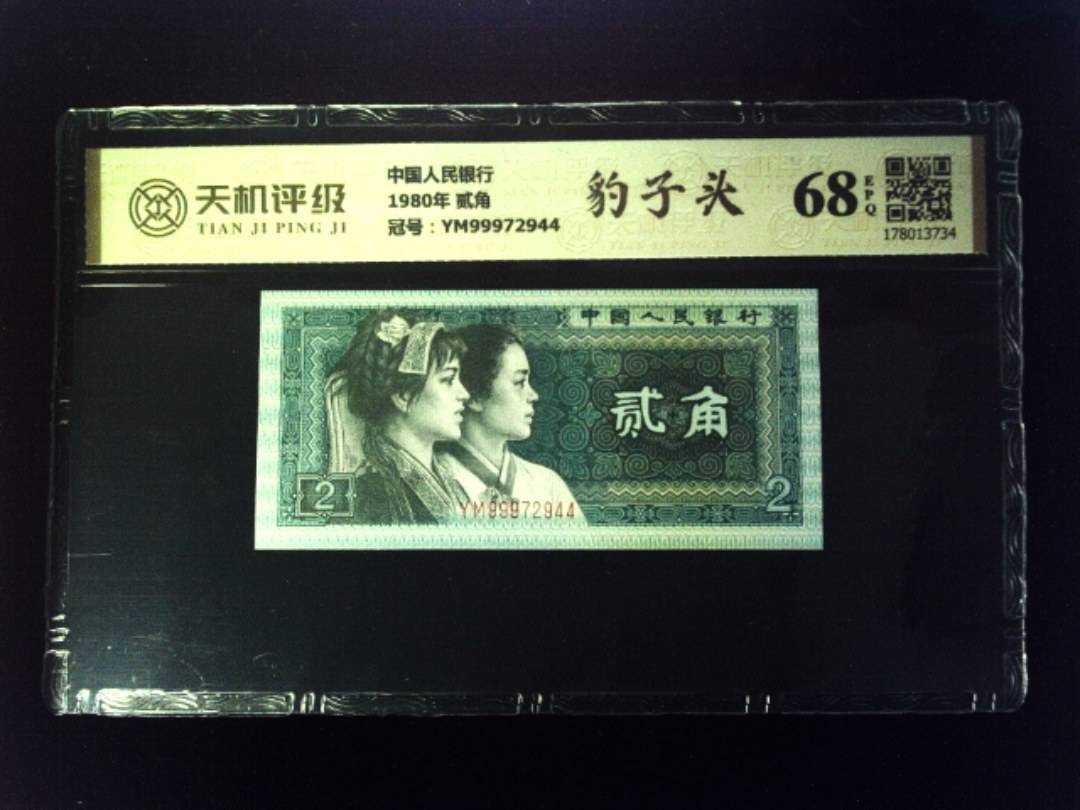 天机评级
TIAN JI PING JI
中国人民银行
1980年 贰角
冠号：YM99972944
豹子头
68
EPQ
178013734
中国人民银行
贰角
2
YM99972944
2